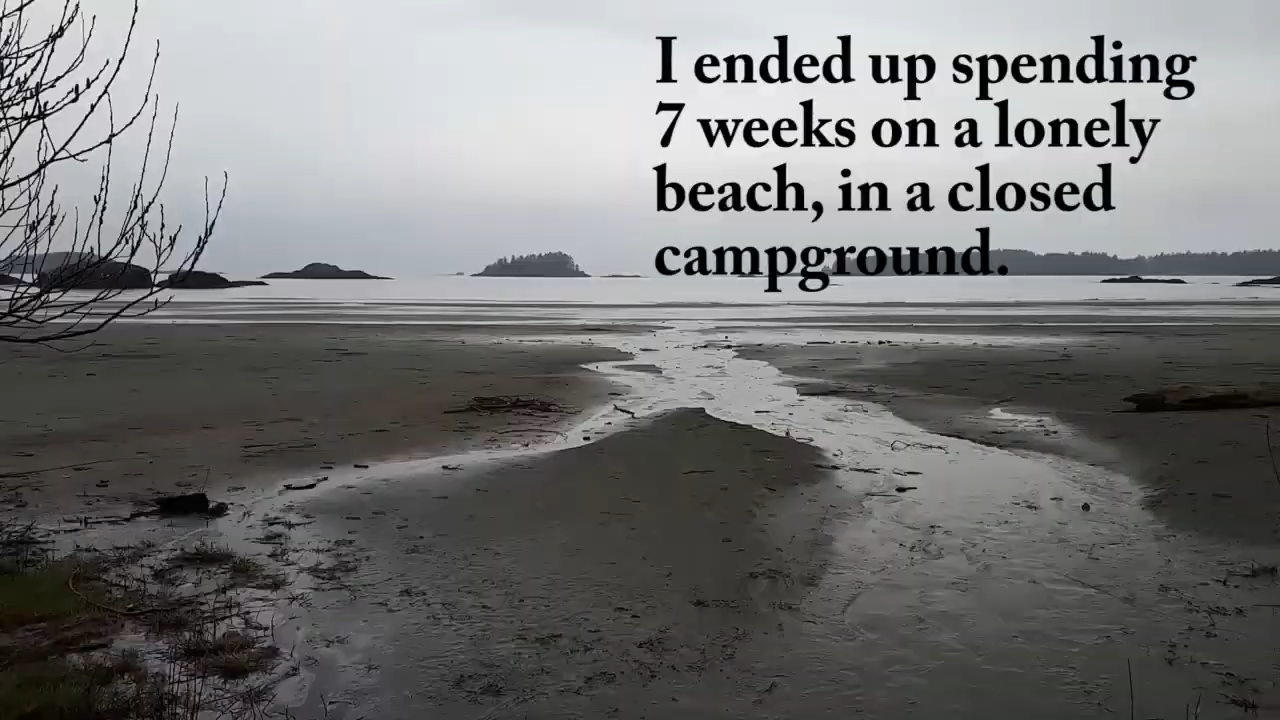 I ended up spending
7 weeks on a lonely
beach, in a closed
campground.